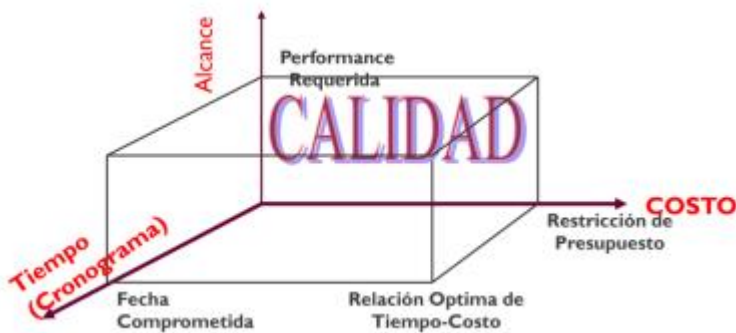 Alcance
Performance
Requerida
CALIDAD
COSTO
Restricción de
Presupuesto
Tiempo
(Cronograma)
Fecha
Comprometida
Relación Optima de
Tiempo-Costo